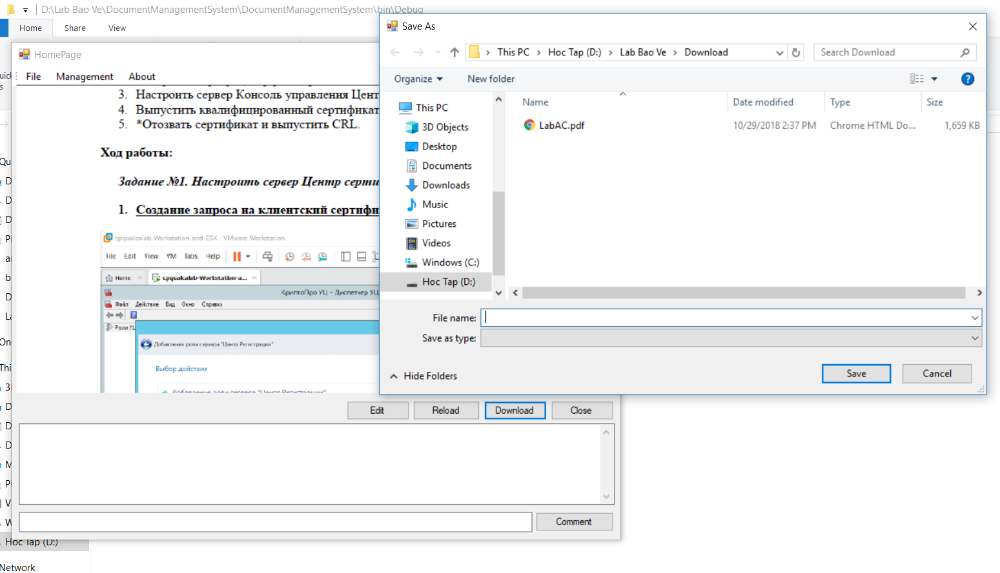 D:\Lab Bao Ve\DocumentManagementSystem\DocumentManagementSystem\bin\Debug
Home Share View
HomePage
File Management About
3. Настроить сервер Консоль управления
4. Выпустить квалифицированный сертификат
5. *Отозвать сертификат и выпустить CRL.
Ход работы:
Задание №1. Настроить сервер Центр
1. Создание запроса на клиентский
cpqualcalab-Workstation-and-ESX - VMware Workstation
File Edit View VM Tabs Help
Home cpqualcalab-Workstation-a...
КриптоПро УЦ – Диспетчер УЦ
Файл Действие Вид Окно Справка
Роли УЦ
Добавление роли сервера "Центр Регистрации"
Выбор действия
Добавление роли сервера "Центр Регистрации"
Edit Reload Download Close
Comment
Hoc Tap (D:)
Network
Save As
This PC > Hoc Tap (D:) > Lab Bao Ve > Download
Search Download
Organize New folder
This PC
3D Objects
Desktop
Documents
Downloads
Music
Pictures
Videos
Windows (C:)
Hoc Tap (D:)
Name Date modified Type Size
LabAC.pdf 10/29/2018 2:37 PM Chrome HTML Do... 1,659 KB
File name:
Save as type:
Hide Folders
Save Cancel